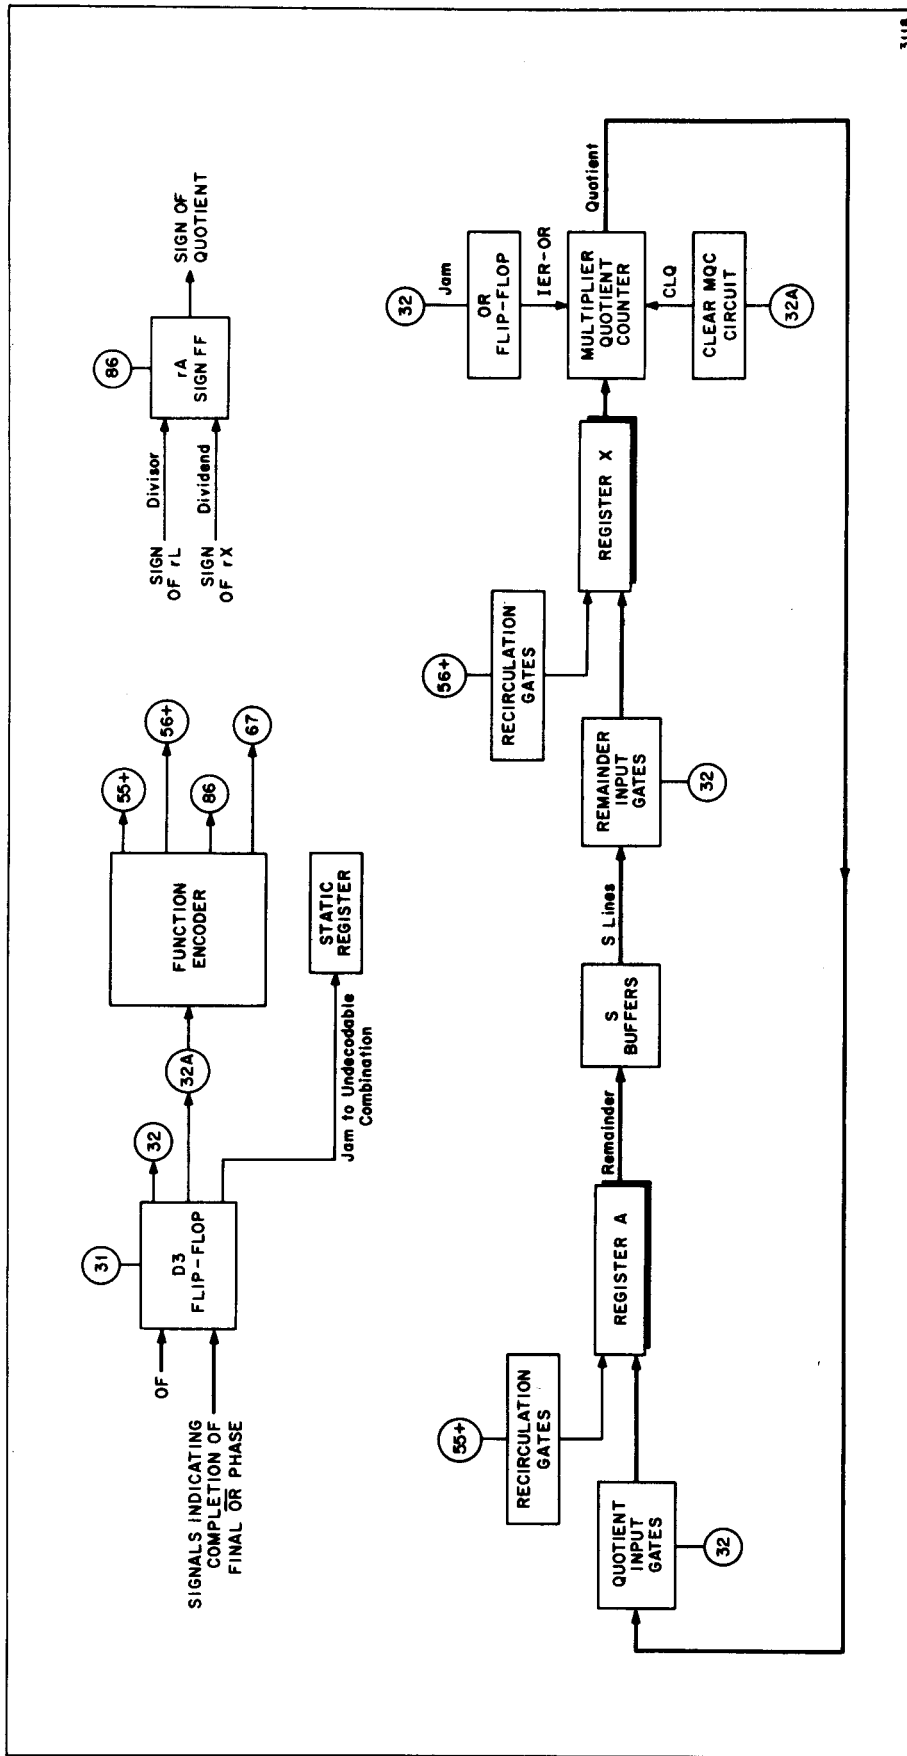 SIGNALS INDICATING
COMPLETION OF
FINAL O̅R̅ PHASE
OF
31
D3
FLIP-FLOP
32
32A
Jam to Undecodable
Combination
STATIC
REGISTER
FUNCTION
ENCODER
55+
56+
86
67
SIGN
OF rL
Divisor
SIGN
OF rX
Dividend
86
rA
SIGN FF
SIGN OF
QUOTIENT
QUOTIENT
INPUT
GATES
32
55+
RECIRCULATION
GATES
REGISTER A
Remainder
S
BUFFERS
S Lines
REMAINDER
INPUT
GATES
32
56+
RECIRCULATION
GATES
REGISTER X
32
Jam
OR
FLIP-FLOP
IER-OR
MULTIPLIER
QUOTIENT
COUNTER
CLQ
CLEAR MQC
CIRCUIT
32A
Quotient